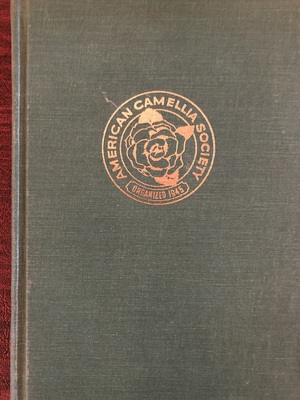 AMERICAN CAMELLIA SOCIETY
ORGANIZED 1945